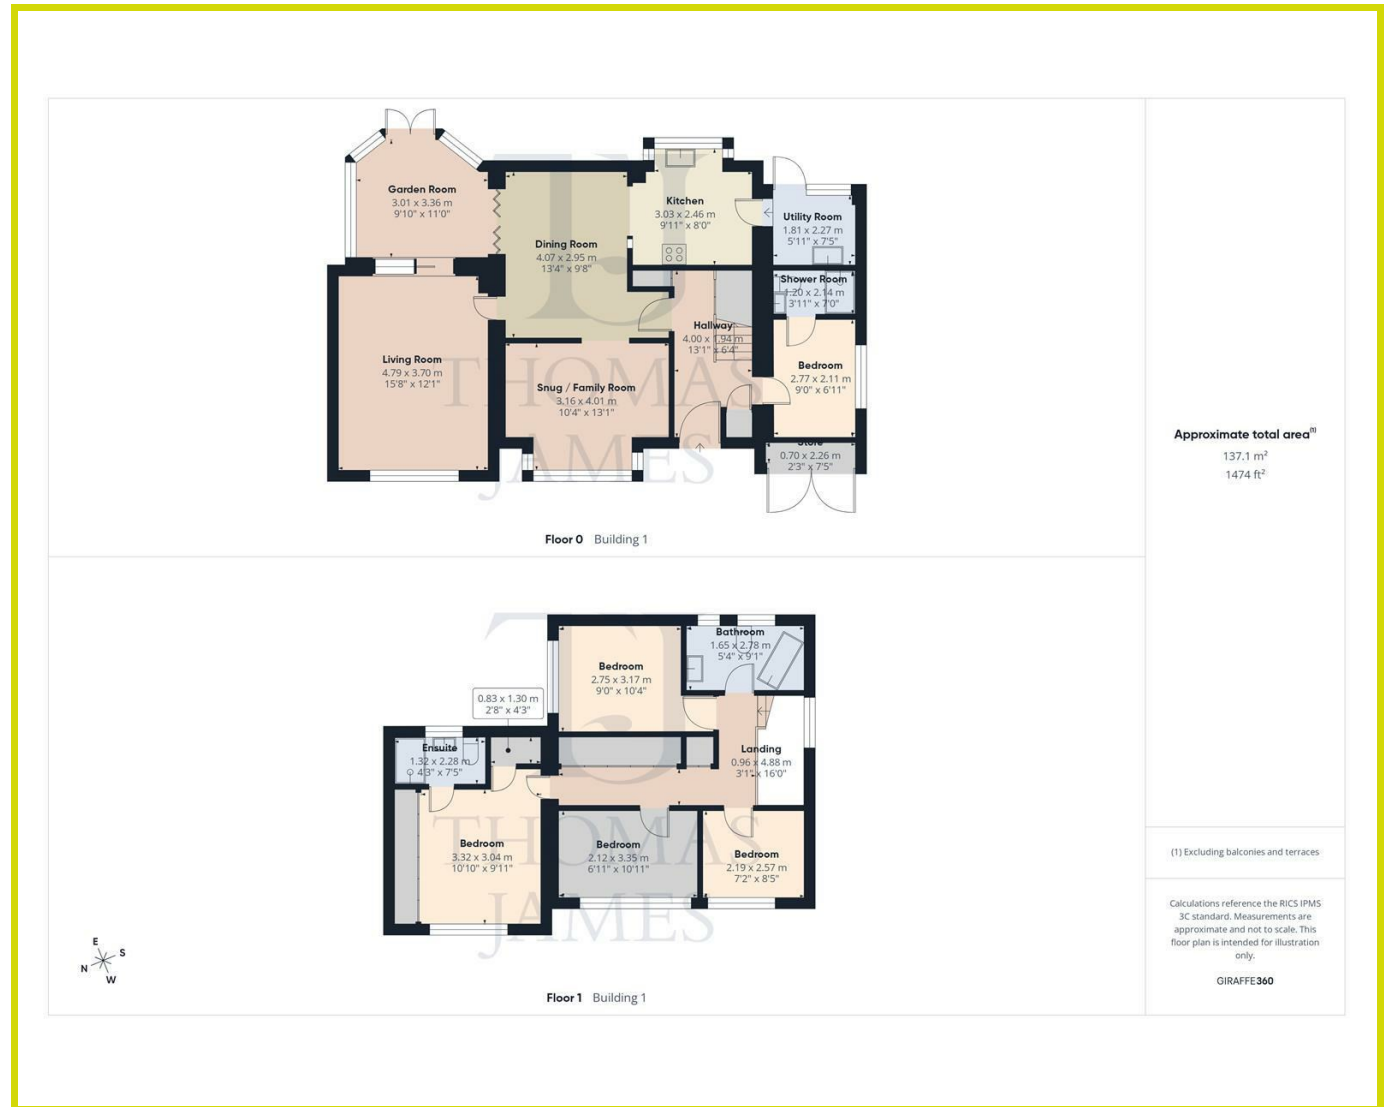 Garden Room
3.01 x 3.36 m
9'10" x 11'0"
Kitchen
3.03 x 2.46 m
9'11" x 8'0"
Utility Room
1.81 x 2.27 m
5'11" x 7'5"
Dining Room
4.07 x 2.95 m
13'4" x 9'8"
Shower Room
1.20 x 2.14 m
3'11" x 7'0"
Hallway
4.00 x 1.94 m
13'1" x 6'4"
Living Room
4.79 x 3.70 m
15'8" x 12'1"
Bedroom
2.77 x 2.11 m
9'0" x 6'11"
Snug / Family Room
3.16 x 4.01 m
10'4" x 13'1"
Store
0.70 x 2.26 m
2'3" x 7'5"
TJ
THOMAS
JAMES
Floor 0 Building 1
Approximate total area(1)
137.1 m²
1474 ft²
Bathroom
1.65 x 2.78 m
5'4" x 9'1"
Bedroom
2.75 x 3.17 m
9'0" x 10'4"
0.83 x 1.30 m
2'8" x 4'3"
Ensuite
1.32 x 2.28 m
4'3" x 7'5"
Landing
0.96 x 4.88 m
3'1" x 16'0"
Bedroom
3.32 x 3.04 m
10'10" x 9'11"
Bedroom
2.12 x 3.35 m
6'11" x 10'11"
Bedroom
2.19 x 2.57 m
7'2" x 8'5"
TJ
THOMAS
JAMES
E
S
N
W
Floor 1 Building 1
(1) Excluding balconies and terraces
Calculations reference the RICS IPMS
3C standard. Measurements are
approximate and not to scale. This
floor plan is intended for illustration
only.
GIRAFFE360